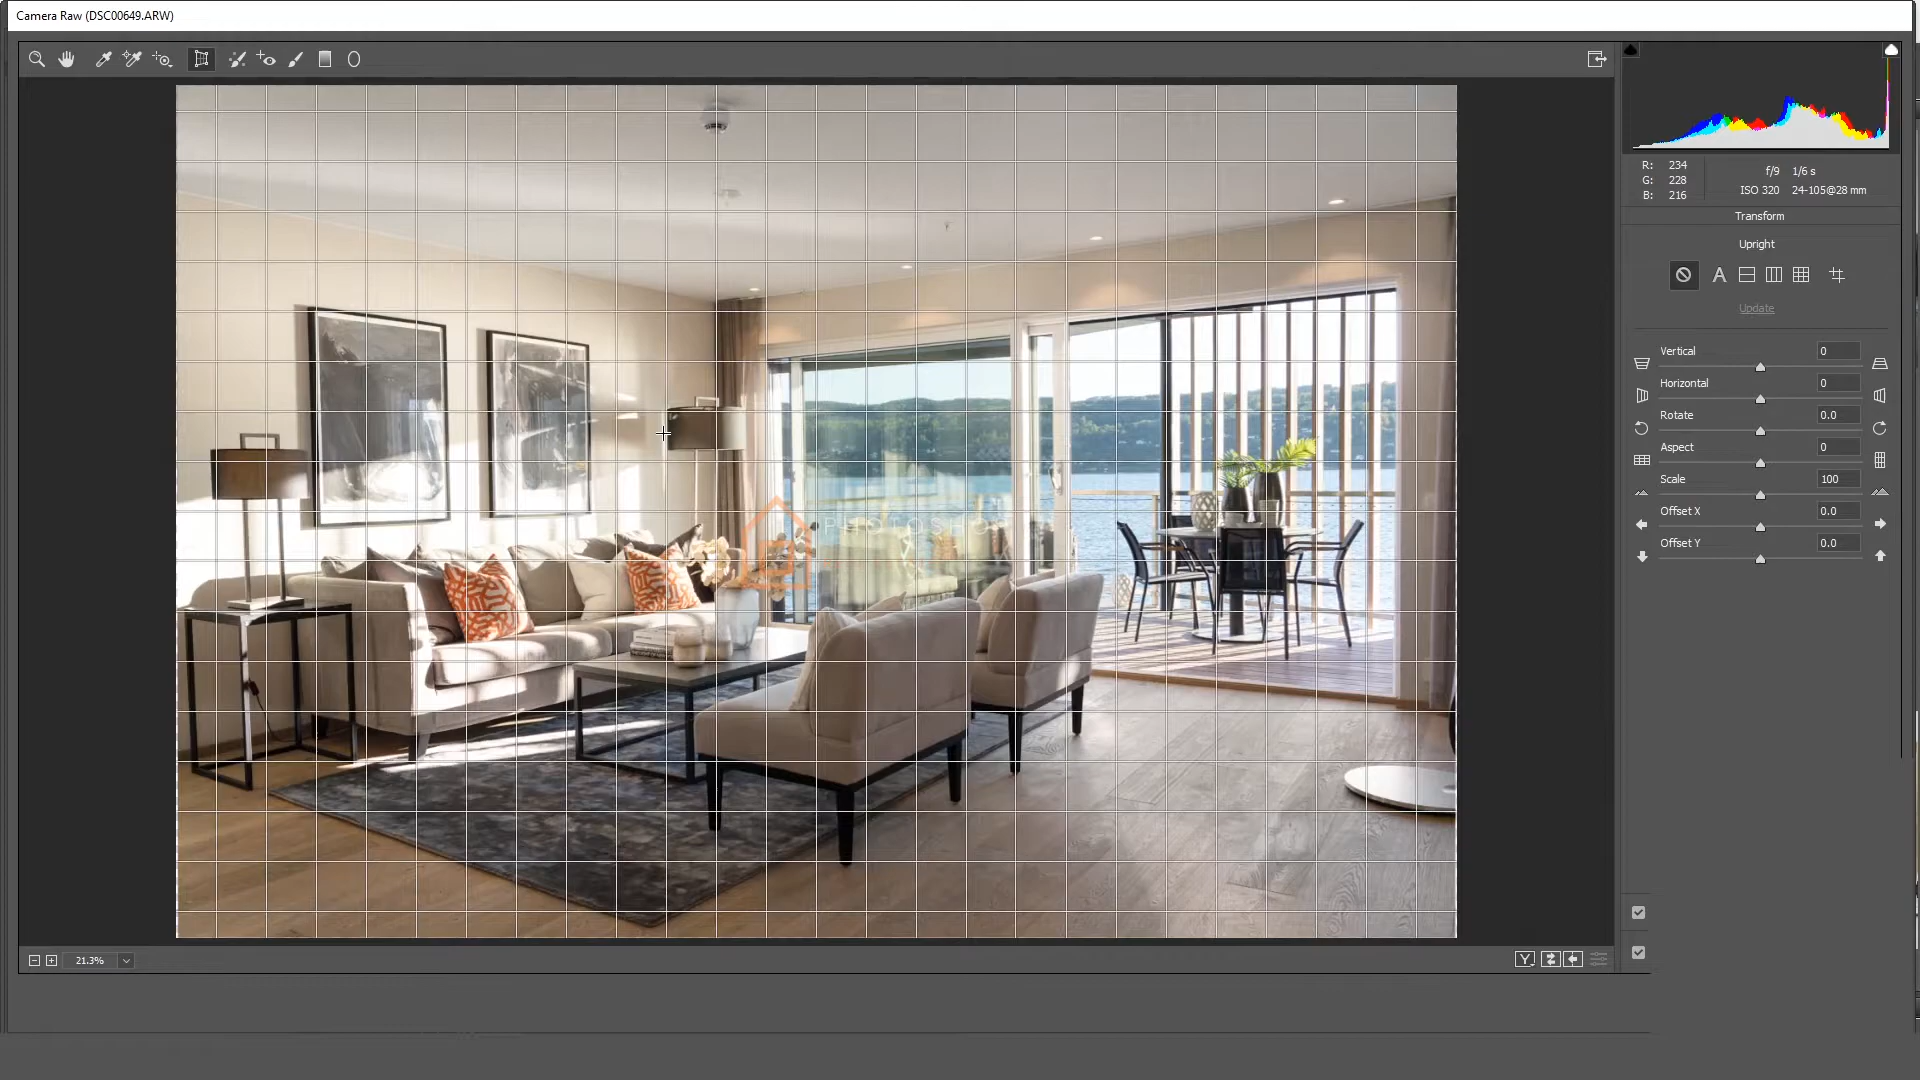 Camera Raw (DSC00649.ARW)
R: 234
G: 228
B: 216
f/9 1/6 s
ISO 320 24-105@28 mm
Transform
Upright
A
Update
Vertical 0
Horizontal 0
Rotate 0.0
Aspect 0
Scale 100
Offset X 0.0
Offset Y 0.0
PHOTOSHOP
21.3%
Y